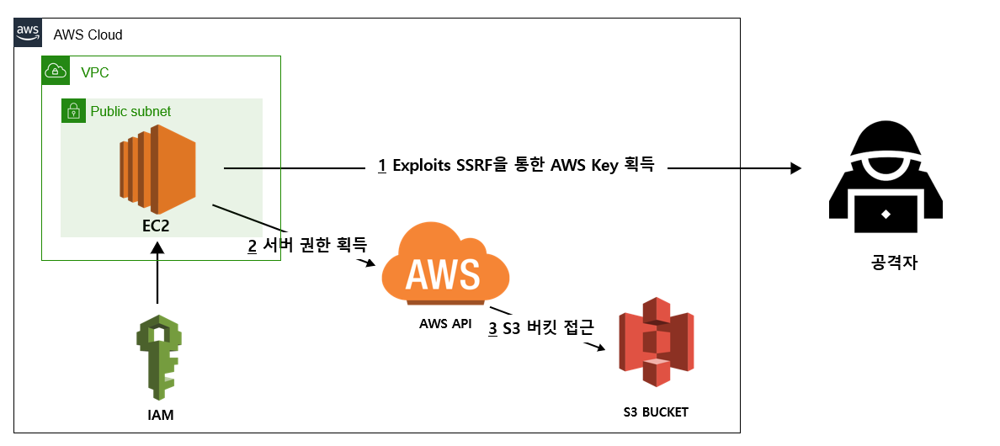 aws
AWS Cloud
VPC
Public subnet
1 Exploits SSRF을 통한 AWS Key 획득
EC2
2 서버 권한 획득
공격자
AWS
AWS API
3 S3 버킷 접근
IAM
S3 BUCKET